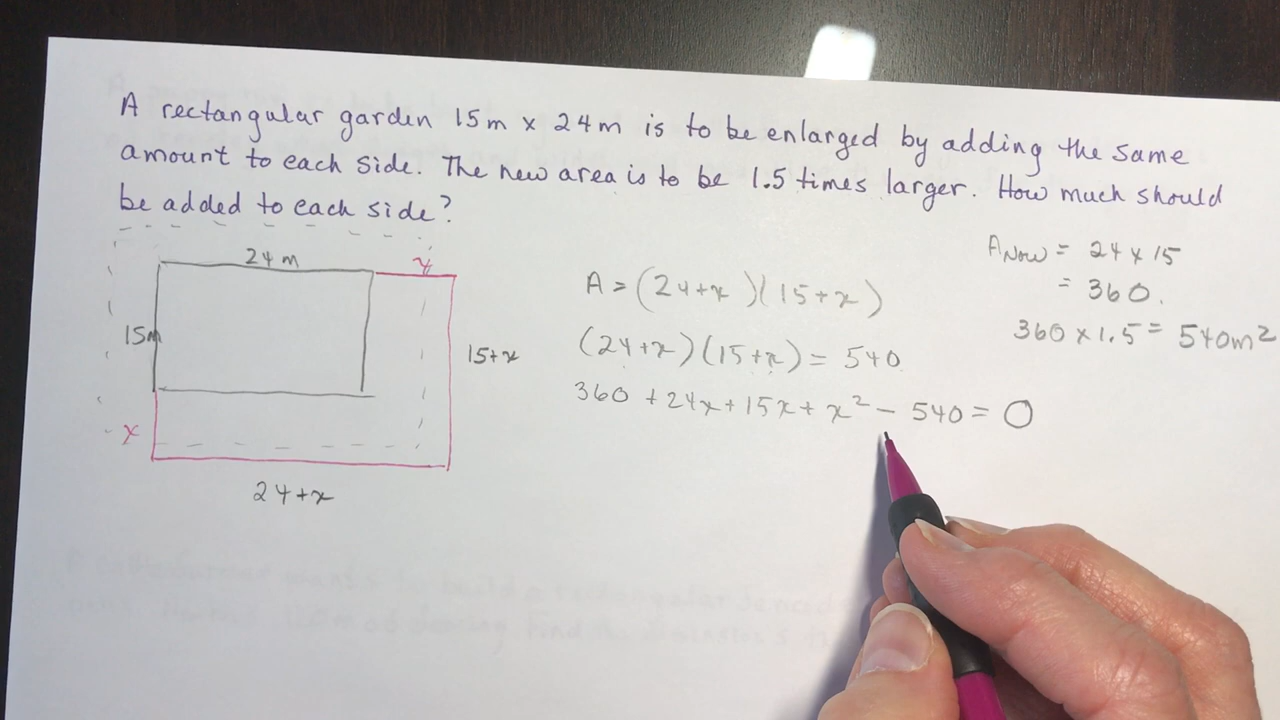 A rectangular garden 15m x 24m is to be enlarged by adding the same
amount to each side. The new area is to be 1.5 times larger. How much should
be added to each side?
24m
x
15m
15+x
x
24+x
A = (24+x)(15+x)
(24+x)(15+x) = 540
360 + 24x + 15x + x² - 540 = 0
A NOW = 24 x 15
= 360.
360 x 1.5 = 540m²